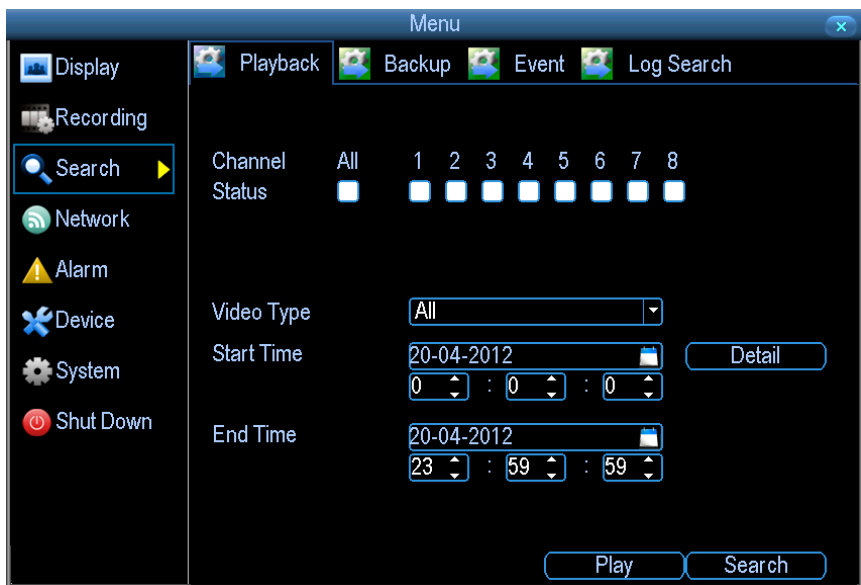 Menu
Display
Playback Backup Event Log Search
Recording
Channel All 1 2 3 4 5 6 7 8
Search
Status
Network
Alarm
Video Type All
Device
Start Time 20-04-2012 Detail
System
0 : 0 : 0
Shut Down
End Time 20-04-2012
23 : 59 : 59
Play Search